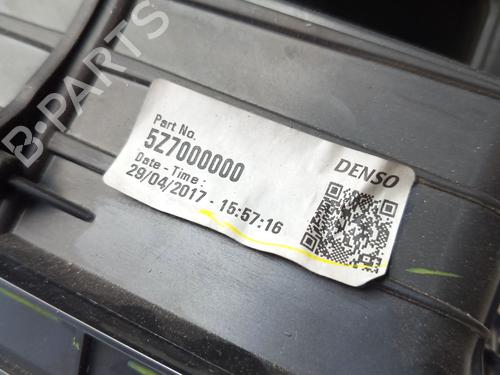 B-PARTS
Part No.
5Z7000000
Date - Time :
29/04/2017 - 15:57:16
DENSO